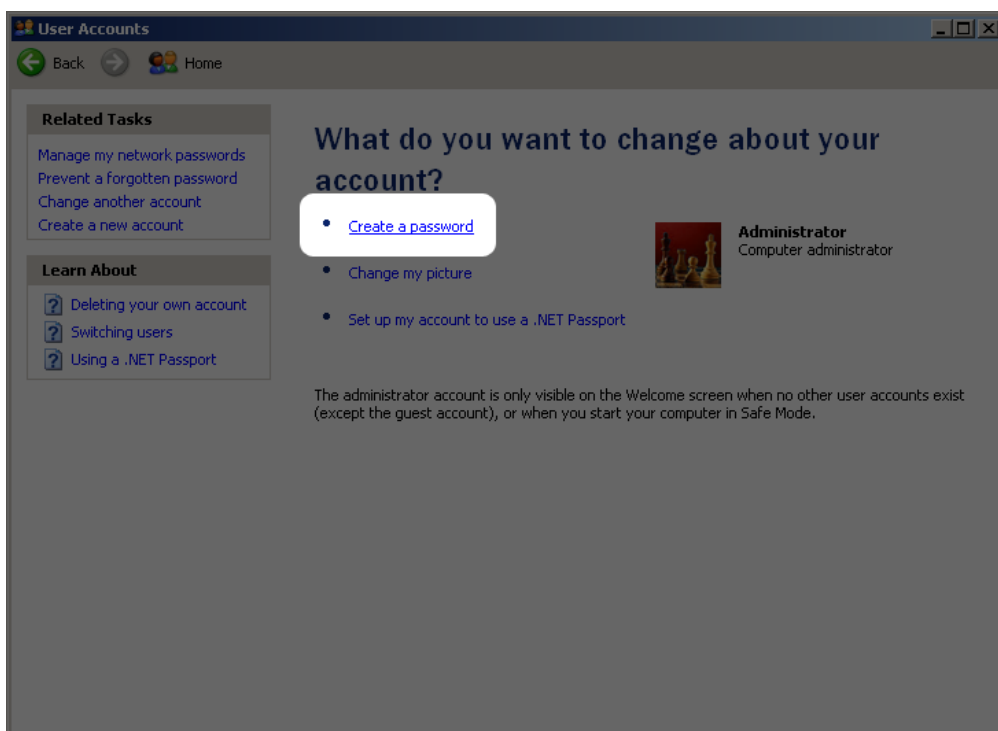 User Accounts
Back Home
Related Tasks
Manage my network passwords
Prevent a forgotten password
Change another account
Create a new account
Learn About
Deleting your own account
Switching users
Using a .NET Passport
What do you want to change about your
account?
Create a password
Change my picture
Set up my account to use a .NET Passport
Administrator
Computer administrator
The administrator account is only visible on the Welcome screen when no other user accounts exist
(except the guest account), or when you start your computer in Safe Mode.